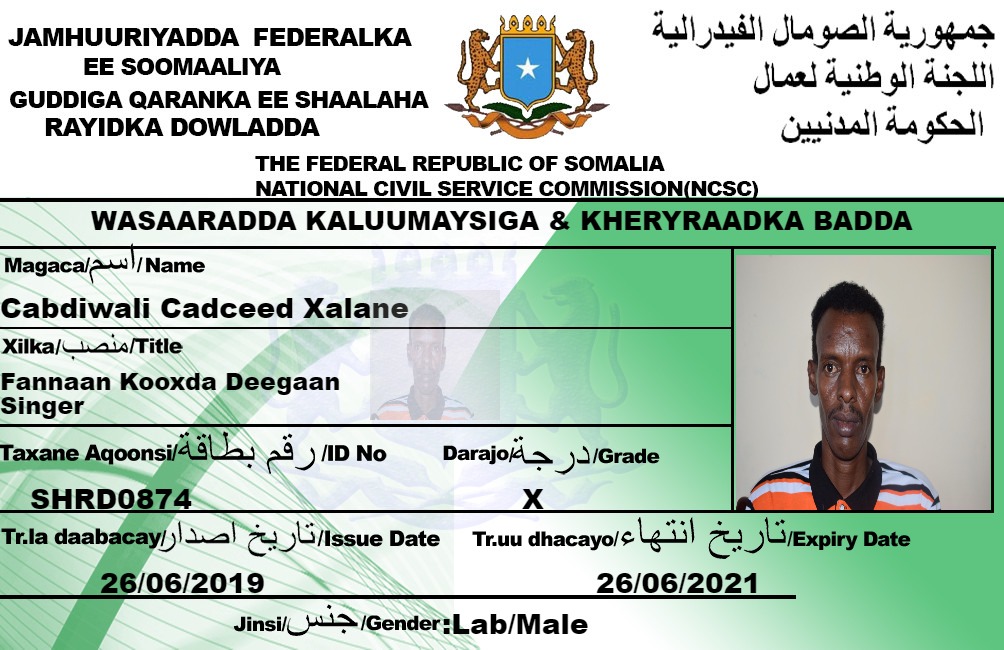 JAMHUURIYADDA FEDERALKA
EE SOOMAALIYA
GUDDIGA QARANKA EE SHAALAHA
RAYIDKA DOWLADDA
جمهورية الصومال الفيدرالية
اللجنة الوطنية لعمال
الحكومة المدنيين
THE FEDERAL REPUBLIC OF SOMALIA
NATIONAL CIVIL SERVICE COMMISSION(NCSC)
WASAARADDA KALUUMAYSIGA & KHERYRAADKA BADDA
Magaca/اسم/Name
Cabdiwali Cadceed Xalane
Xilka/منصب/Title
Fannaan Kooxda Deegaan
Singer
Taxane Aqoonsi/رقم بطاقة/ID No
SHRD0874
Darajo/درجة/Grade
X
Tr.la daabacay/تاريخ اصدار/Issue Date
26/06/2019
Tr.uu dhacayo/تاريخ انتهاء/Expiry Date
26/06/2021
Jinsi/جنس/Gender:Lab/Male